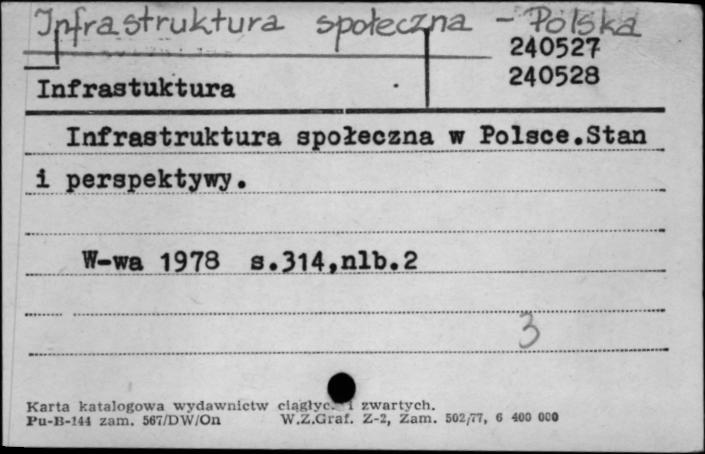 Infrastruktura społeczna - Polska
240527
240528
Infrastuktura
Infrastruktura społeczna w Polsce.Stan
i perspektywy.
W-wa 1978 s.314,nlb.2
3
Karta katalogowa wydawnictw ciągłyc i zwartych.
Pu-B-144 zam. 567/DW/On W.Z.Graf. Z-2, Zam. 502/77, 6 400 000